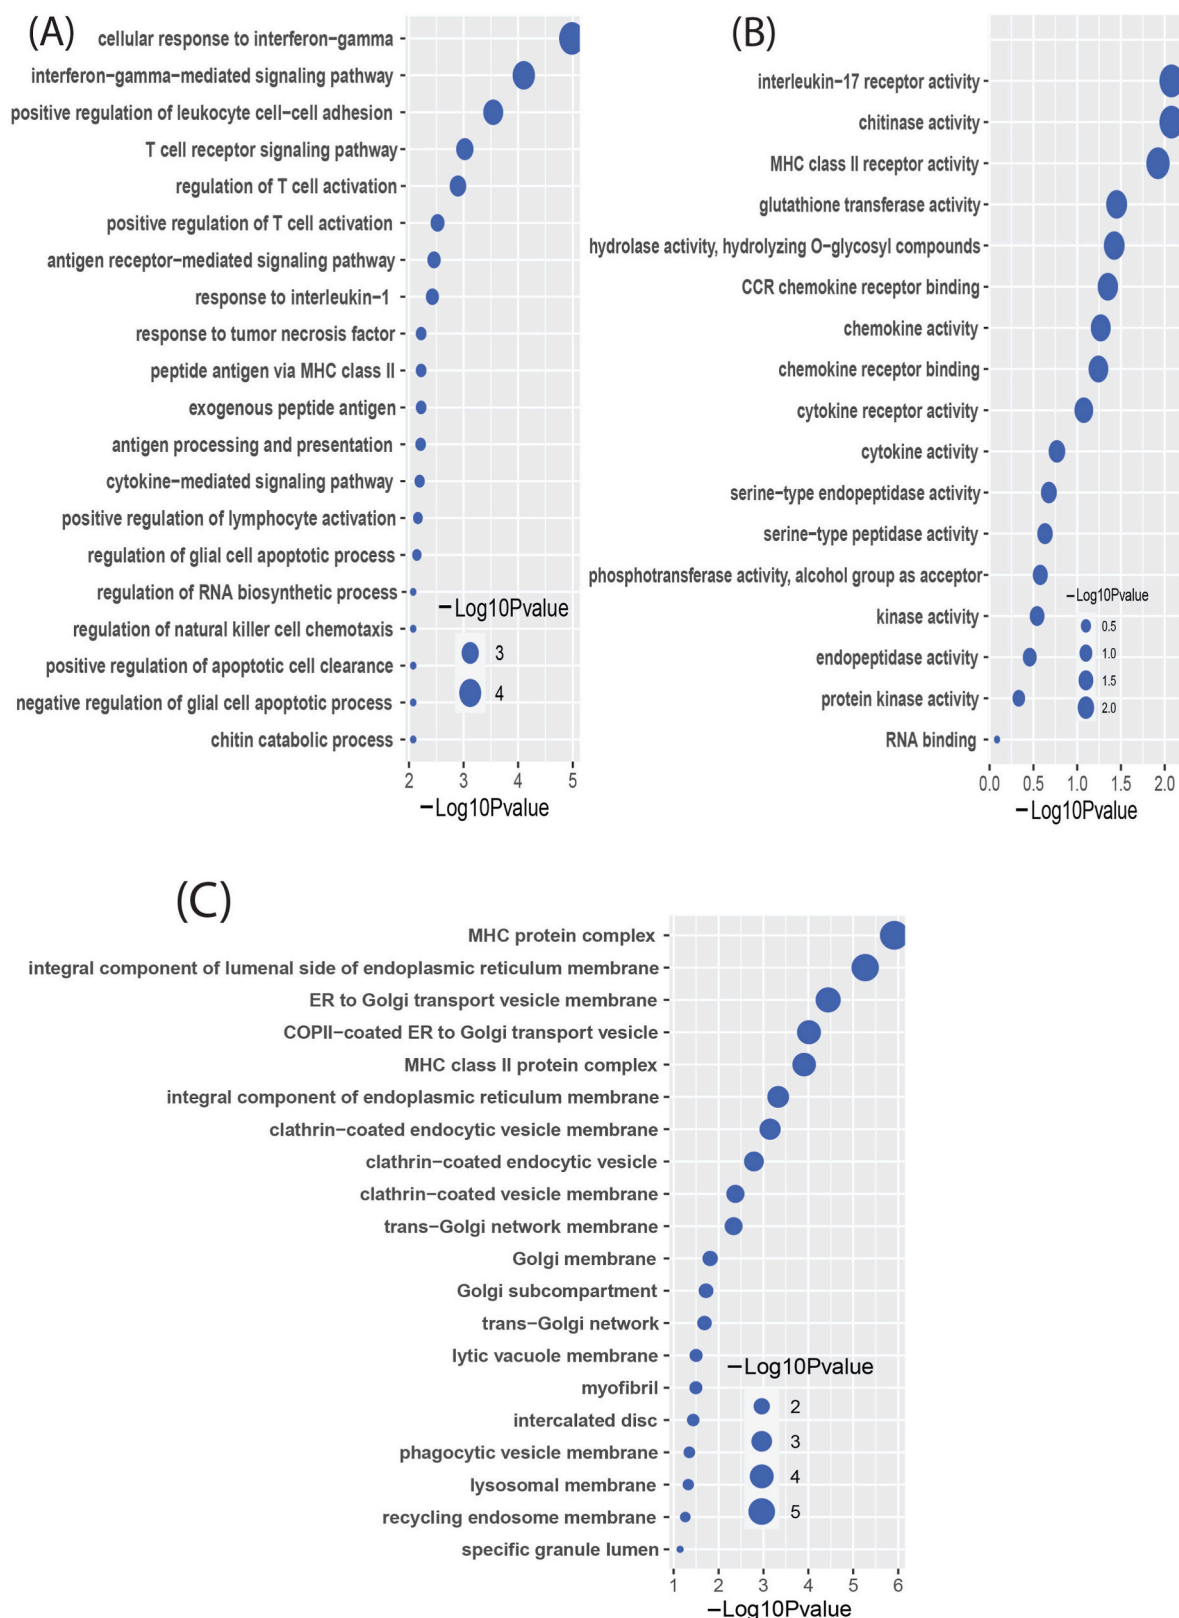 (A)
cellular response to interferon-gamma
interferon-gamma-mediated signaling pathway
positive regulation of leukocyte cell-cell adhesion
T cell receptor signaling pathway
regulation of T cell activation
positive regulation of T cell activation
antigen receptor-mediated signaling pathway
response to interleukin-1
response to tumor necrosis factor
peptide antigen via MHC class II
exogenous peptide antigen
antigen processing and presentation
cytokine-mediated signaling pathway
positive regulation of lymphocyte activation
regulation of glial cell apoptotic process
regulation of RNA biosynthetic process
regulation of natural killer cell chemotaxis
positive regulation of apoptotic cell clearance
negative regulation of glial cell apoptotic process
chitin catabolic process
−Log10Pvalue
3
4
2 3 4 5
−Log10Pvalue
(B)
interleukin-17 receptor activity
chitinase activity
MHC class II receptor activity
glutathione transferase activity
hydrolase activity, hydrolyzing O-glycosyl compounds
CCR chemokine receptor binding
chemokine activity
chemokine receptor binding
cytokine receptor activity
cytokine activity
serine-type endopeptidase activity
serine-type peptidase activity
phosphotransferase activity, alcohol group as acceptor
kinase activity
endopeptidase activity
protein kinase activity
RNA binding
−Log10Pvalue
0.5
1.0
1.5
2.0
0.0 0.5 1.0 1.5 2.0
−Log10Pvalue
(C)
MHC protein complex
integral component of lumenal side of endoplasmic reticulum membrane
ER to Golgi transport vesicle membrane
COPII-coated ER to Golgi transport vesicle
MHC class II protein complex
integral component of endoplasmic reticulum membrane
clathrin-coated endocytic vesicle membrane
clathrin-coated endocytic vesicle
clathrin-coated vesicle membrane
trans-Golgi network membrane
Golgi membrane
Golgi subcompartment
trans-Golgi network
lytic vacuole membrane
myofibril
intercalated disc
phagocytic vesicle membrane
lysosomal membrane
recycling endosome membrane
specific granule lumen
−Log10Pvalue
2
3
4
5
1 2 3 4 5 6
−Log10Pvalue